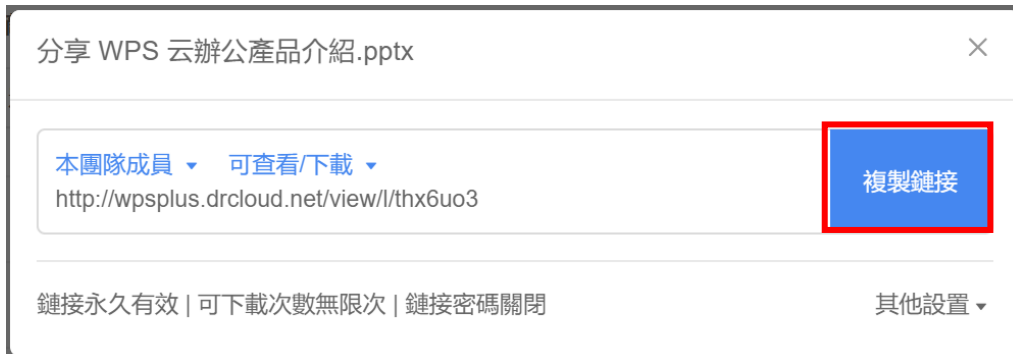 分享 WPS 云辦公產品介紹.pptx
本團隊成員 可查看/下載
http://wpsplus.drcloud.net/view/l/thx6uo3
複製鏈接
鏈接永久有效 | 可下載次數無限次 | 鏈接密碼關閉
其他設置